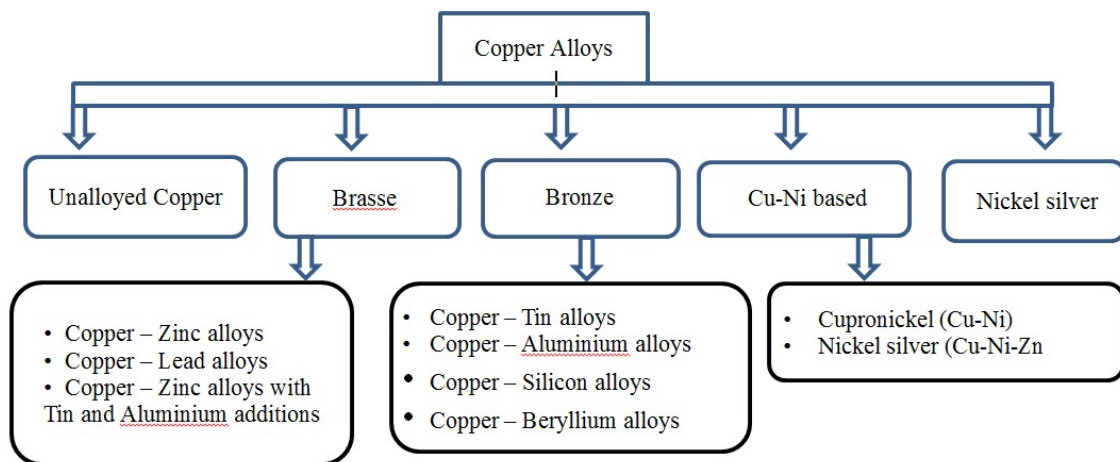 Copper Alloys
Unalloyed Copper
Brasse
Bronze
Cu-Ni based
Nickel silver
• Copper – Zinc alloys
• Copper – Lead alloys
• Copper – Zinc alloys with
Tin and Aluminium additions
• Copper – Tin alloys
• Copper – Aluminium alloys
• Copper – Silicon alloys
• Copper – Beryllium alloys
• Cupronickel (Cu-Ni)
• Nickel silver (Cu-Ni-Zn